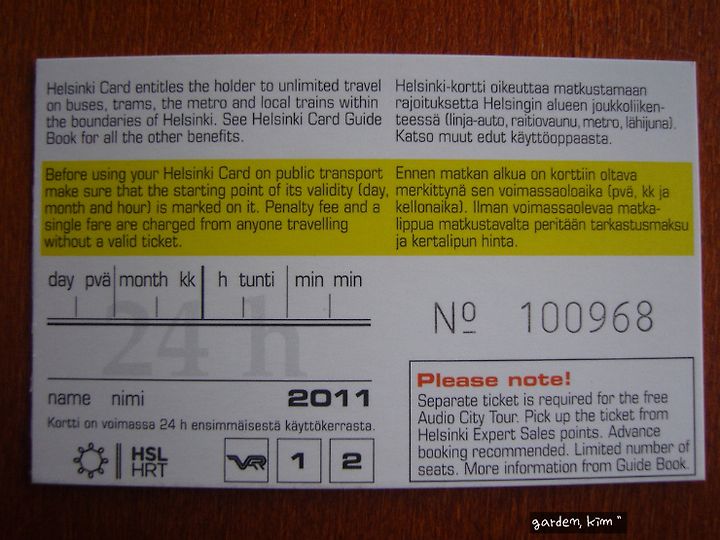 Helsinki Card entitles the holder to unlimited travel
on buses, trams, the metro and local trains within
the boundaries of Helsinki. See Helsinki Card Guide
Book for all the other benefits.
Helsinki-kortti oikeuttaa matkustamaan
rajoituksetta Helsingin alueen joukkoliiken-
teessä (linja-auto, raitiovaunu, metro, lähijuna).
Katso muut edut käyttöoppaasta.
Before using your Helsinki Card on public transport
make sure that the starting point of its validity (day,
month and hour) is marked on it. Penalty fee and a
single fare are charged from anyone travelling
without a valid ticket.
Ennen matkan alkua on korttiin oltava
merkittynä sen voimassaoloaika (pvä, kk ja
kellonaika). Ilman voimassaolevaa matka-
lippua matkustavalta peritään tarkastusmaksu
ja kertalipun hinta.
day pvä month kk h tunti min min
24 h
Nº 100968
name nimi 2011
Kortti on voimassa 24 h ensimmäisestä käyttökerrasta.
HSL
HRT
VR 1 2
Please note!
Separate ticket is required for the free
Audio City Tour. Pick up the ticket from
Helsinki Expert Sales points. Advance
booking recommended. Limited number of
seats. More information from Guide Book.
garden, kim "